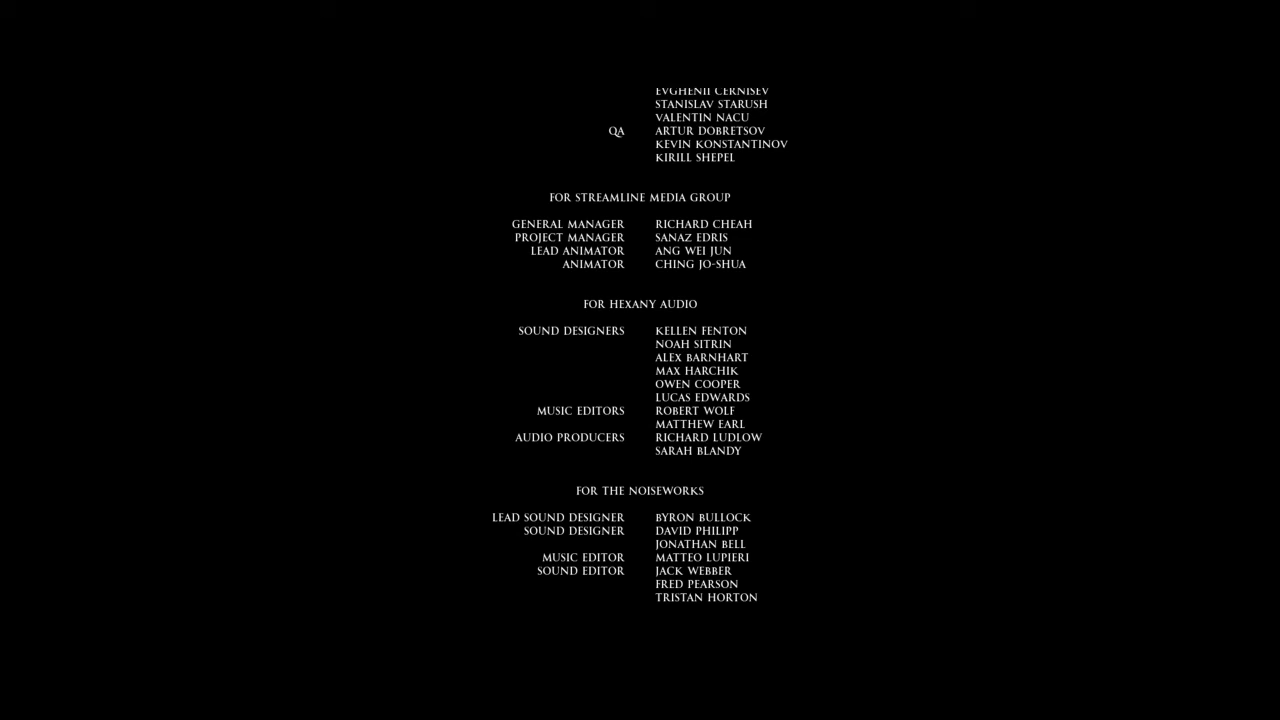 EVGHENII CERNISEV
STANISLAV STARUSH
VALENTIN NACU
QA ARTUR DOBRETSOV
KEVIN KONSTANTINOV
KIRILL SHEPEL
FOR STREAMLINE MEDIA GROUP
GENERAL MANAGER RICHARD CHEAH
PROJECT MANAGER SANAZ EDRIS
LEAD ANIMATOR ANG WEI JUN
ANIMATOR CHING JO-SHUA
FOR HEXANY AUDIO
SOUND DESIGNERS KELLEN FENTON
NOAH SITRIN
ALEX BARNHART
MAX HARCHIK
OWEN COOPER
LUCAS EDWARDS
MUSIC EDITORS ROBERT WOLF
MATTHEW EARL
AUDIO PRODUCERS RICHARD LUDLOW
SARAH BLANDY
FOR THE NOISEWORKS
LEAD SOUND DESIGNER BYRON BULLOCK
SOUND DESIGNER DAVID PHILIPP
JONATHAN BELL
MUSIC EDITOR MATTEO LUPIERI
SOUND EDITOR JACK WEBBER
FRED PEARSON
TRISTAN HORTON